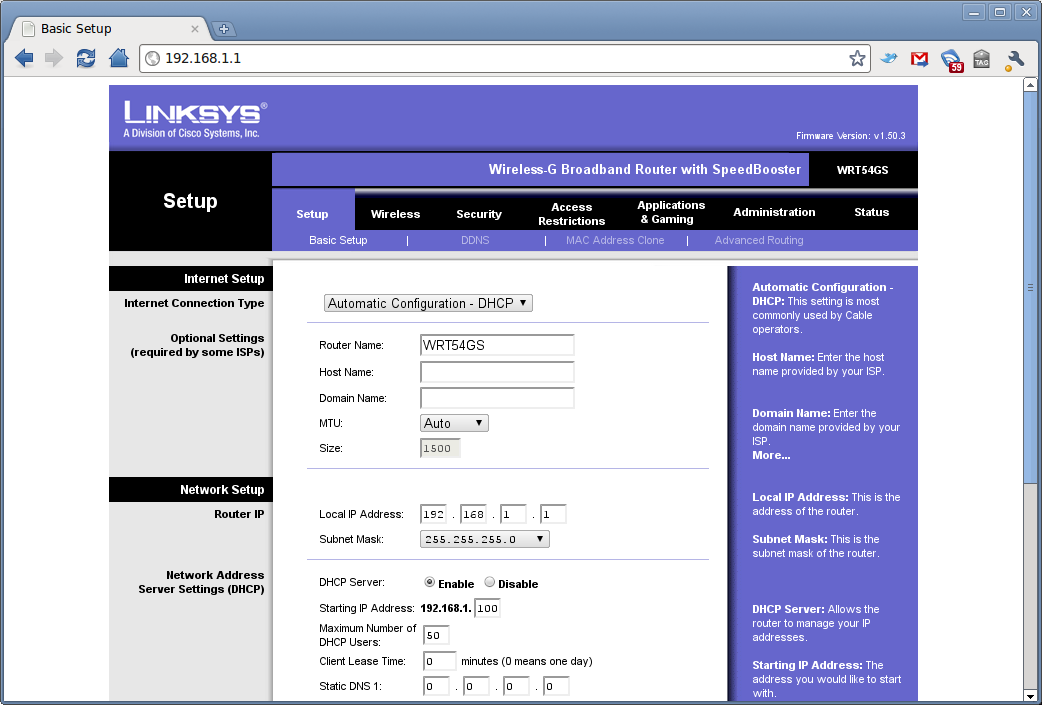 Basic Setup
192.168.1.1
59
TAG
LINKSYS®
A Division of Cisco Systems, Inc.
Firmware Version: v1.50.3
Wireless-G Broadband Router with SpeedBooster
WRT54GS
Setup
Setup
Wireless
Security
Access
Restrictions
Applications
& Gaming
Administration
Status
Basic Setup | DDNS | MAC Address Clone | Advanced Routing
Internet Setup
Internet Connection Type
Automatic Configuration - DHCP
Optional Settings
(required by some ISPs)
Router Name: WRT54GS
Host Name:
Domain Name:
MTU: Auto
Size: 1500
Network Setup
Router IP
Local IP Address: 192 . 168 . 1 . 1
Subnet Mask: 255.255.255.0
Network Address
Server Settings (DHCP)
DHCP Server: Enable Disable
Starting IP Address: 192.168.1. 100
Maximum Number of
DHCP Users: 50
Client Lease Time: 0 minutes (0 means one day)
Static DNS 1: 0 . 0 . 0 . 0
Automatic Configuration -
DHCP: This setting is most
commonly used by Cable
operators.
Host Name: Enter the host
name provided by your ISP.
Domain Name: Enter the
domain name provided by your
ISP.
More...
Local IP Address: This is the
address of the router.
Subnet Mask: This is the
subnet mask of the router.
DHCP Server: Allows the
router to manage your IP
addresses.
Starting IP Address: The
address you would like to start
with.